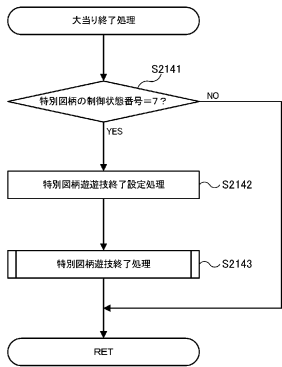 大当り終了処理
S2141
特別図柄の制御状態番号=7?
NO
YES
特別図柄遊遊技終了設定処理
S2142
特別図柄遊技終了処理
S2143
RET